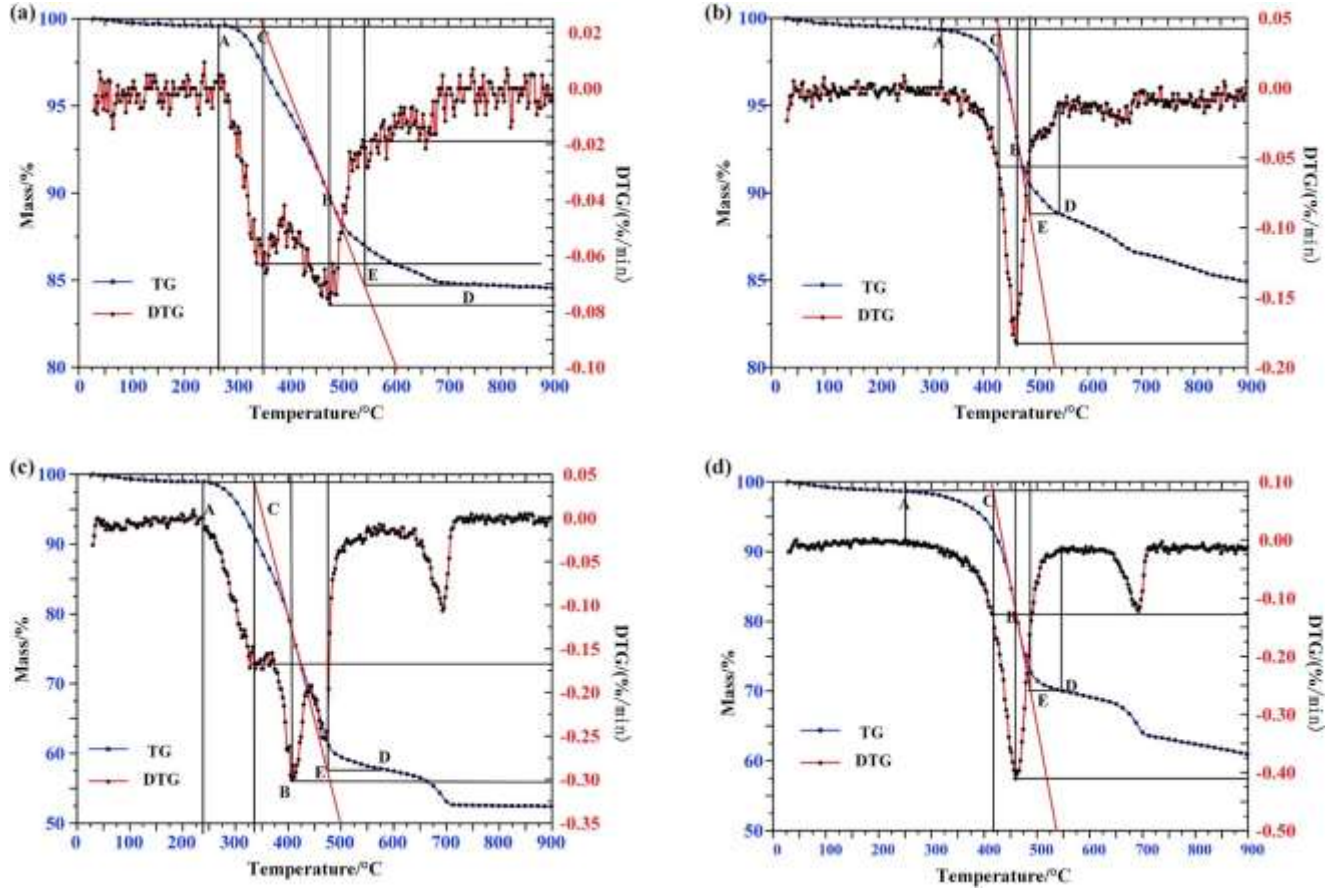 (a)
100
95
90
85
80
Mass/%
0.02
0.00
-0.02
-0.04
-0.06
-0.08
-0.10
DTG/(%/min)
A
C
B
E
D
TG
DTG
0 100 200 300 400 500 600 700 800 900
Temperature/°C
(b)
100
95
90
85
80
Mass/%
0.05
0.00
-0.05
-0.10
-0.15
-0.20
DTG/(%/min)
A
C
B
D
E
TG
DTG
0 100 200 300 400 500 600 700 800 900
Temperature/°C
(c)
100
95
90
85
80
75
70
65
60
55
50
Mass/%
0.05
0.00
-0.05
-0.10
-0.15
-0.20
-0.25
-0.30
-0.35
DTG/(%/min)
A
C
D
E
B
TG
DTG
0 100 200 300 400 500 600 700 800 900
Temperature/°C
(d)
100
90
80
70
60
50
Mass/%
0.10
0.00
-0.10
-0.20
-0.30
-0.40
-0.50
DTG/(%/min)
A
C
B
D
E
TG
DTG
0 100 200 300 400 500 600 700 800 900
Temperature/°C